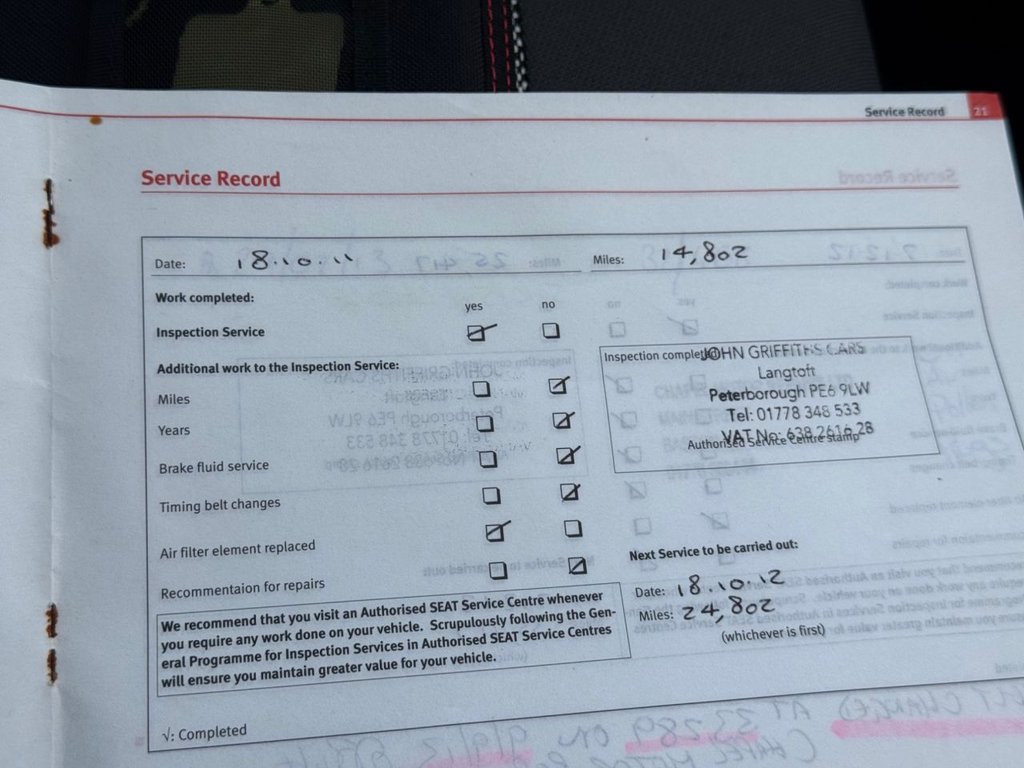 Service Record 21
Service Record
Date: 18.10.11 Miles: 14,802
Work completed:
yes no
Inspection Service
Additional work to the Inspection Service:
Miles
Years
Brake fluid service
Timing belt changes
Air filter element replaced
Recommentaion for repairs
Inspection completed
JOHN GRIFFITHS CARS
Langtoft
Peterborough PE6 9LW
Tel: 01778 348 533
VAT No: 638 2616 28
Authorised Service Centre stamp
Next Service to be carried out:
Date: 18.10.12
Miles: 24,802
(whichever is first)
We recommend that you visit an Authorised SEAT Service Centre whenever
you require any work done on your vehicle. Scrupulously following the Gen-
eral Programme for Inspection Services in Authorised SEAT Service Centres
will ensure you maintain greater value for your vehicle.
√: Completed